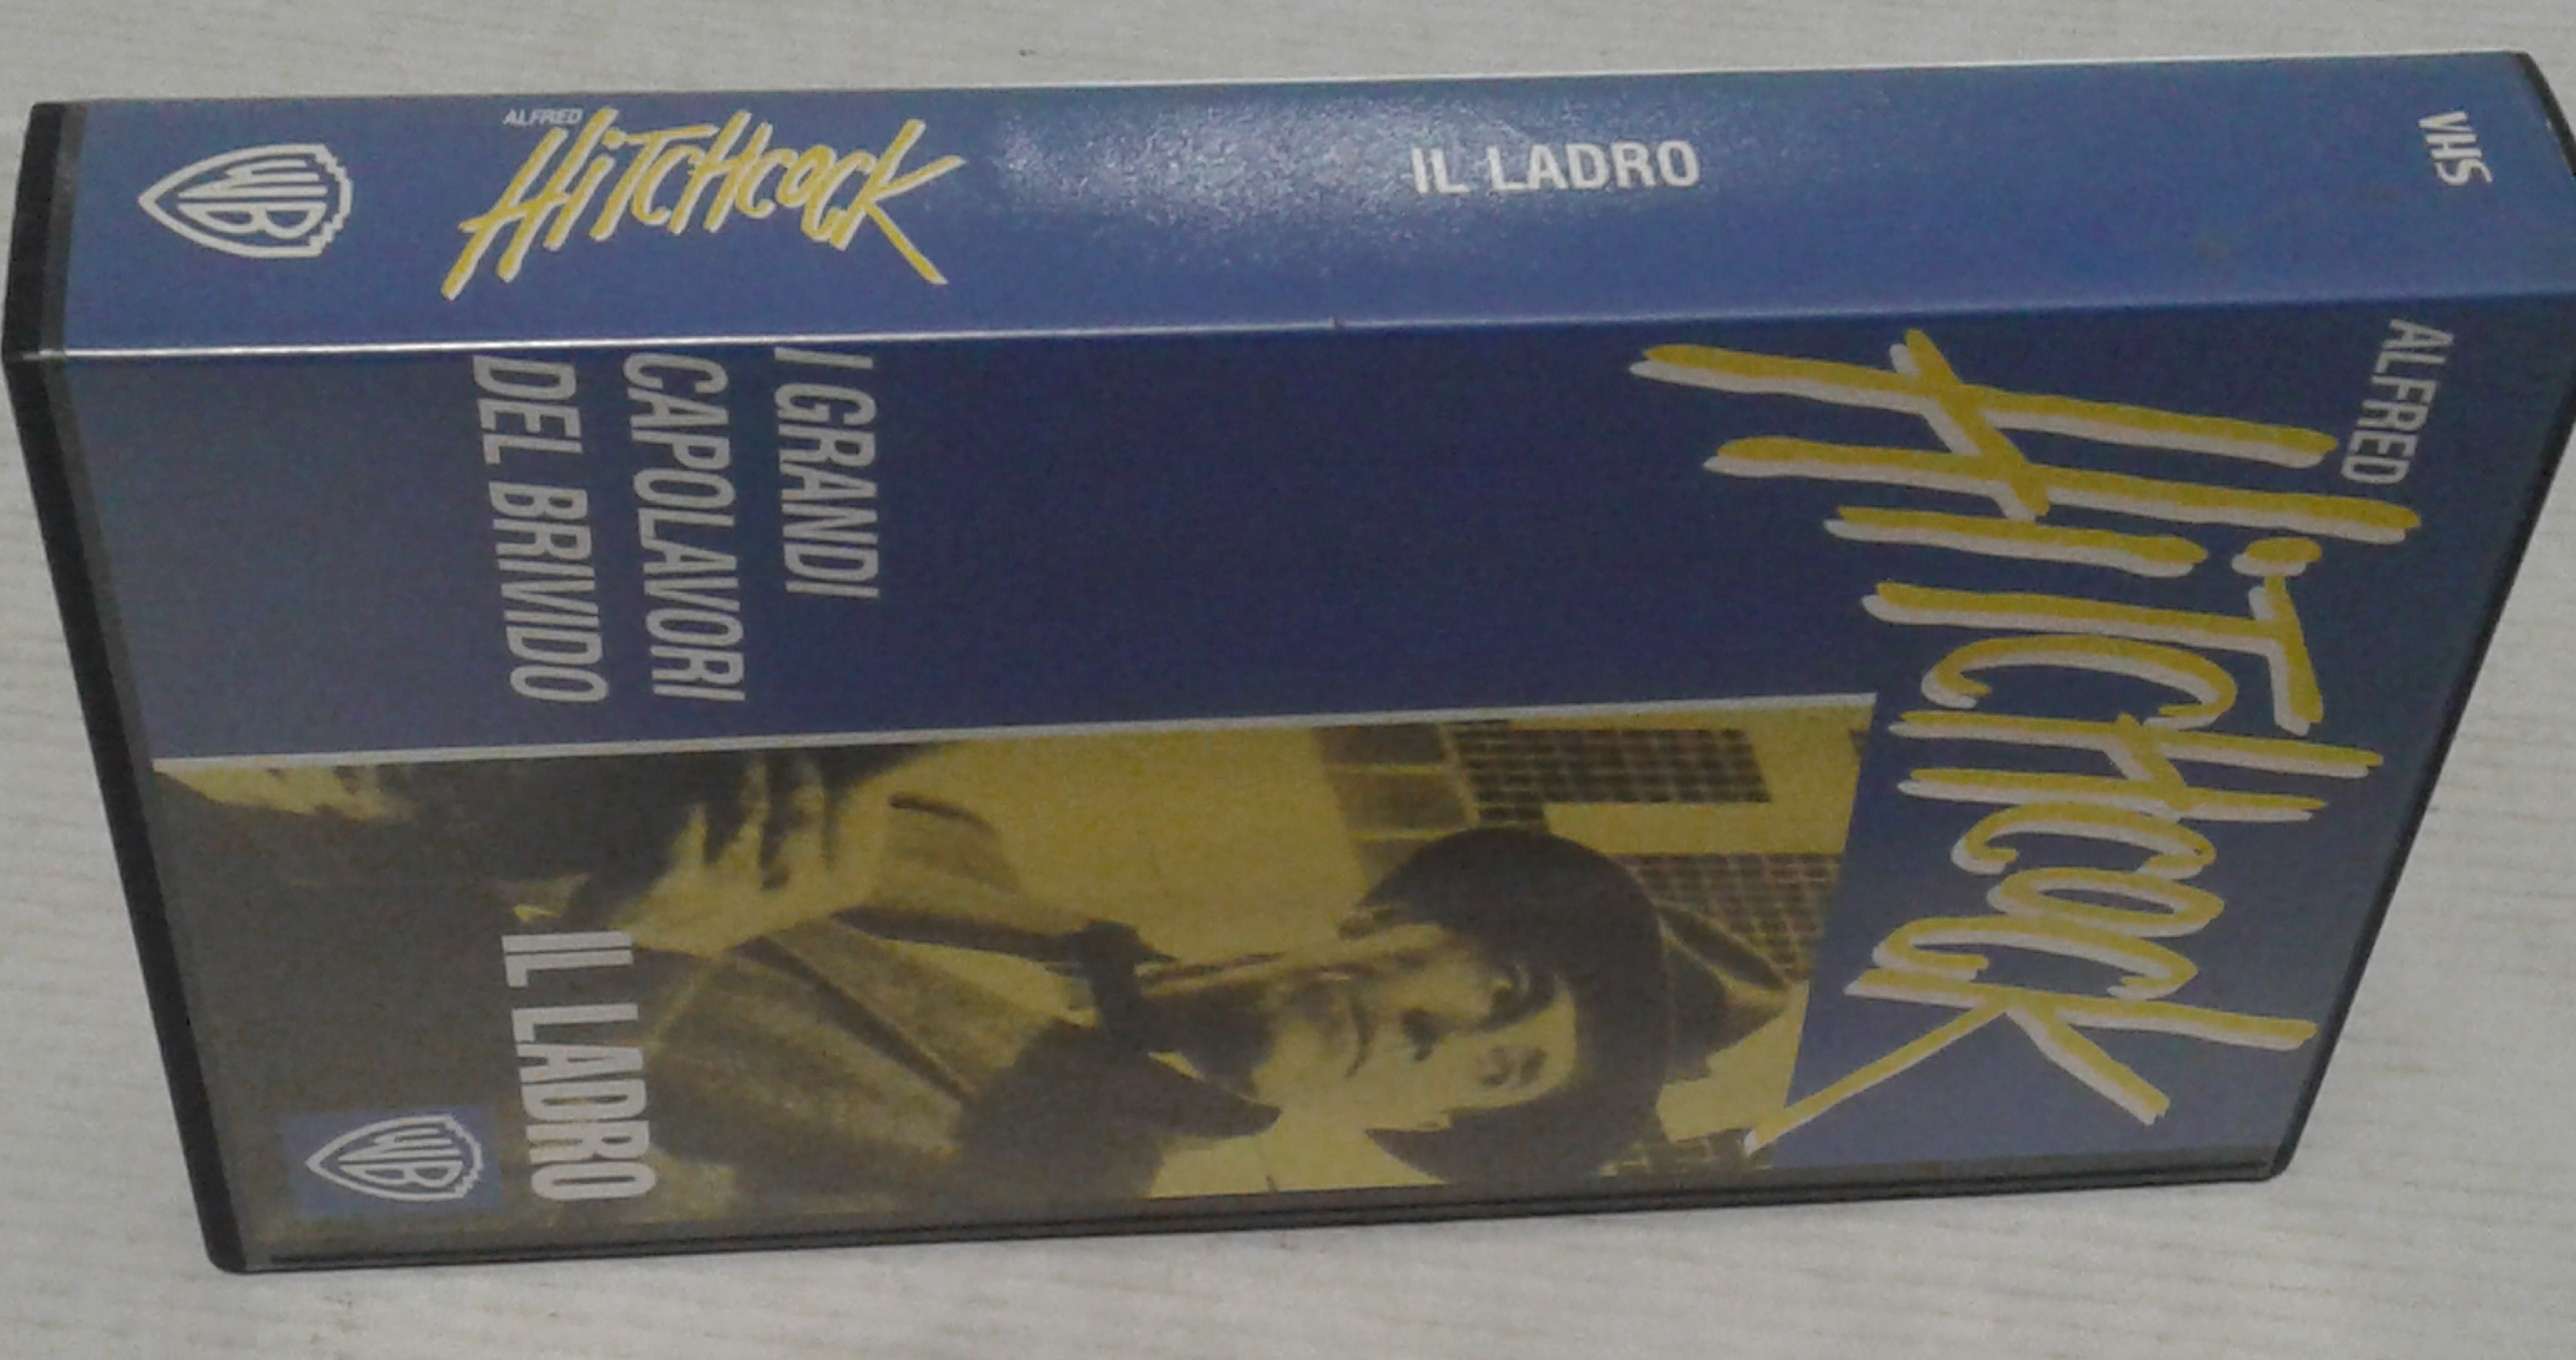 WB
ALFRED
HiTCHCOCK
IL LADRO
VHS
ALFRED
HiTCHCOCK
I GRANDI
CAPOLAVORI
DEL BRIVIDO
IL LADRO
WB